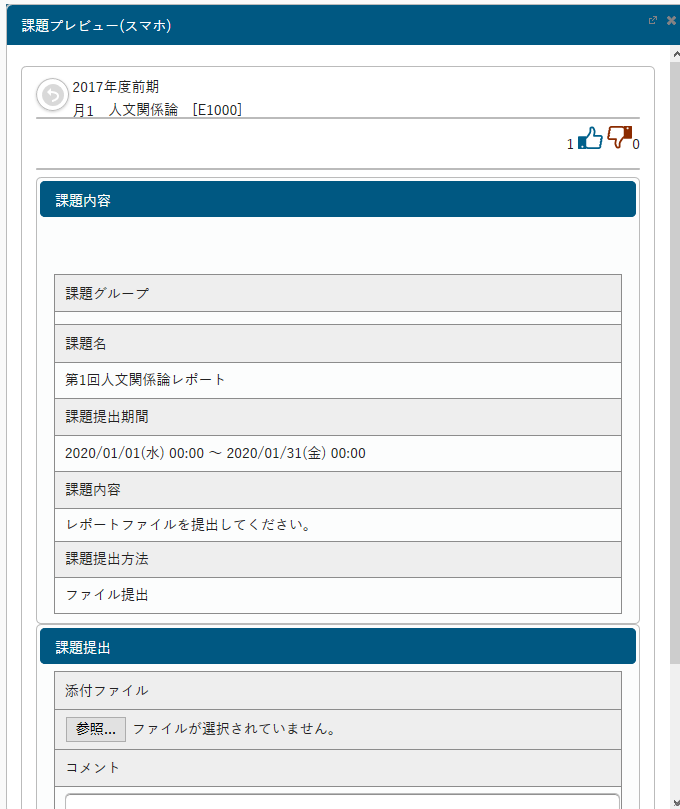 課題プレビュー(スマホ)
2017年度前期
月1 人文関係論 [E1000]
1 0
課題内容
課題グループ
課題名
第1回人文関係論レポート
課題提出期間
2020/01/01(水) 00:00 ～ 2020/01/31(金) 00:00
課題内容
レポートファイルを提出してください。
課題提出方法
ファイル提出
課題提出
添付ファイル
参照... ファイルが選択されていません。
コメント